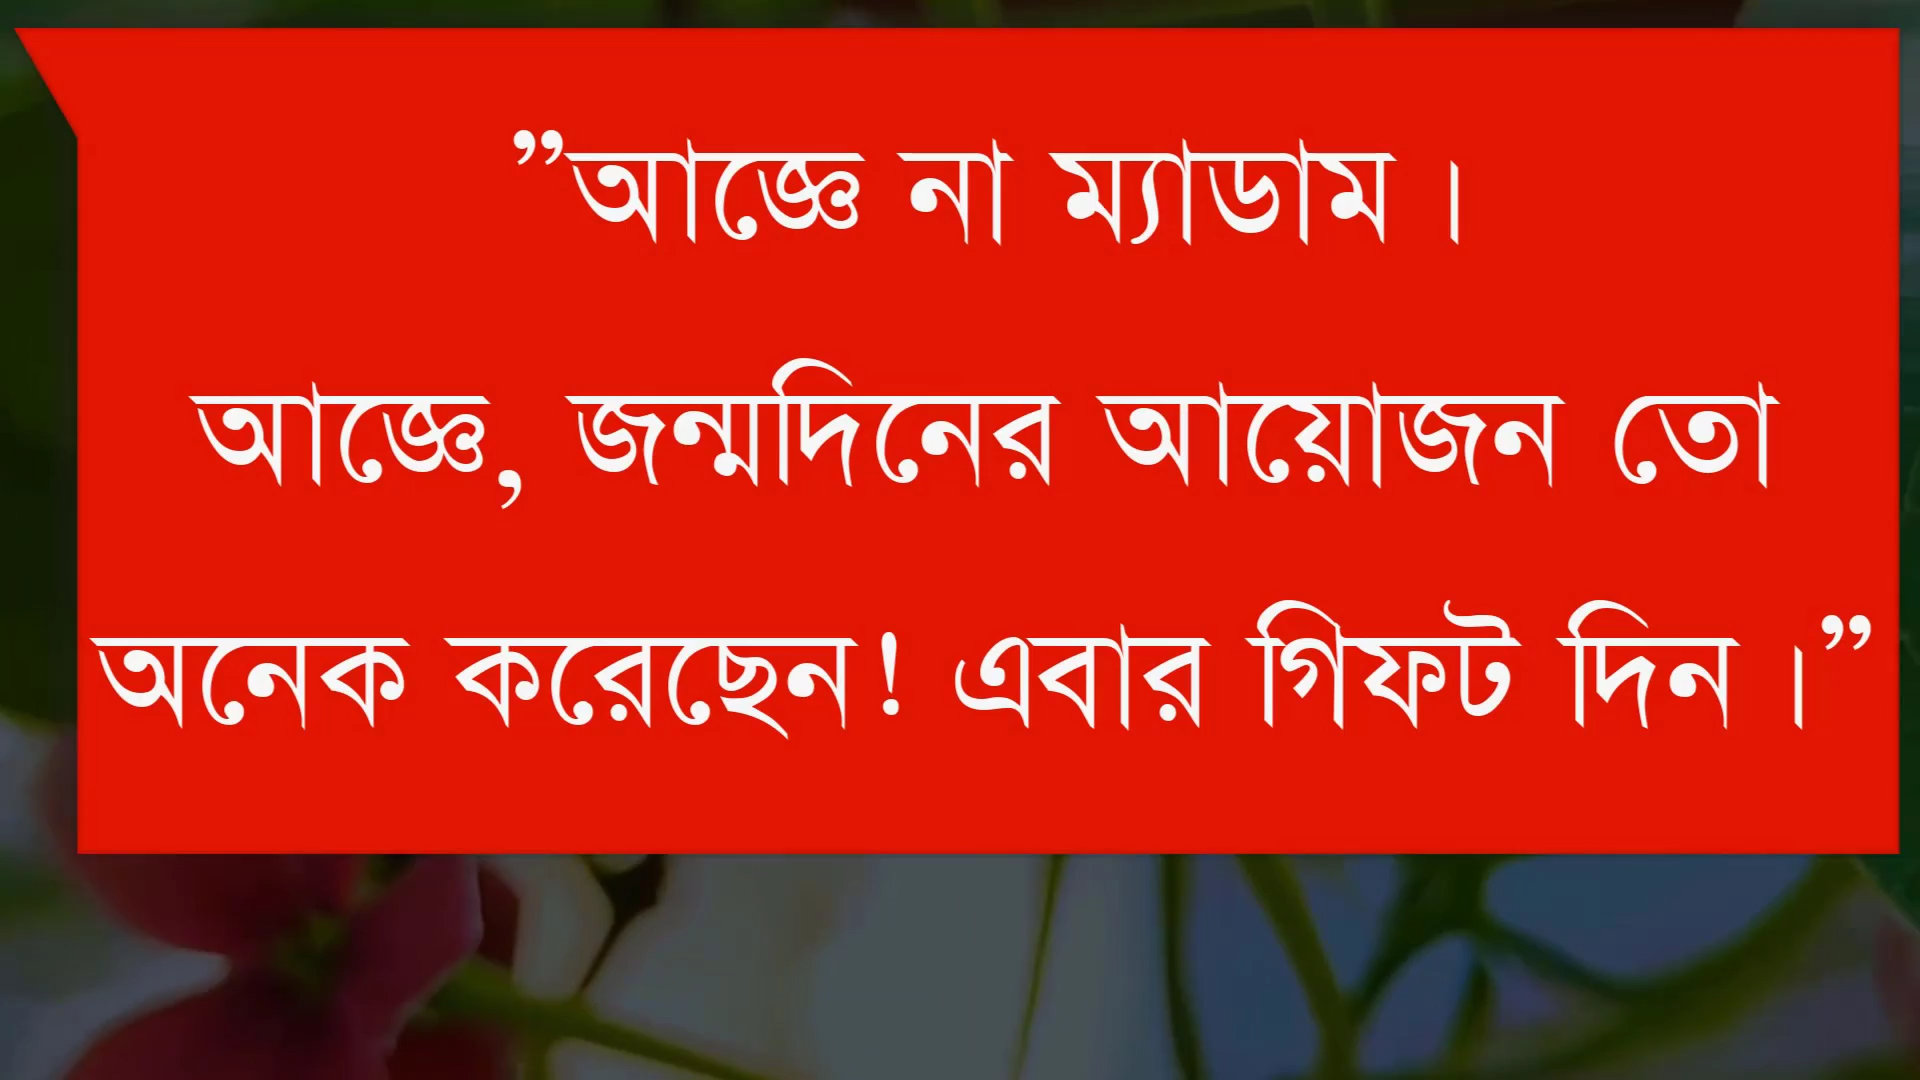 ”আজ্ঞে না ম্যাডাম।
আজ্ঞে, জন্মদিনের আয়োজন তো
অনেক করেছেন! এবার গিফট দিন।”